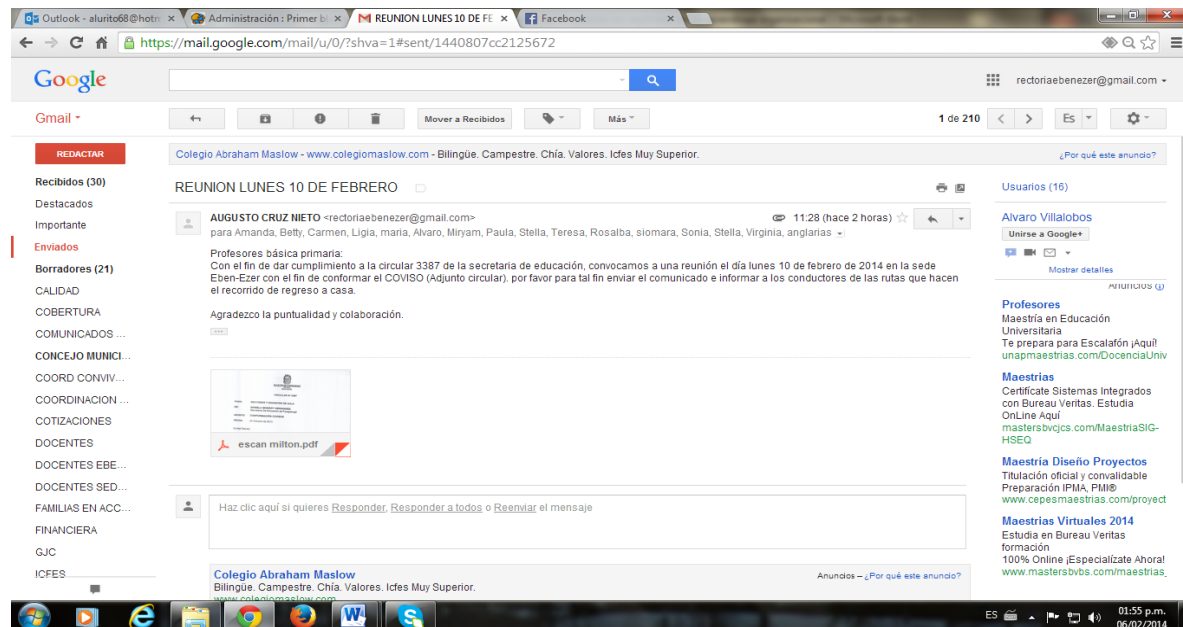 Outlook - alurito68@hotm
Administración : Primer bl
REUNION LUNES 10 DE FE
Facebook
https://mail.google.com/mail/u/0/?shva=1#sent/1440807cc2125672
Google
rectoriaebenezer@gmail.com
Gmail
Mover a Recibidos
Más
1 de 210
Es
REDACTAR
Recibidos (30)
Destacados
Importante
Enviados
Borradores (21)
CALIDAD
COBERTURA
COMUNICADOS ...
CONCEJO MUNICI...
COORD CONVIV...
COORDINACION ...
COTIZACIONES
DOCENTES
DOCENTES EBE...
DOCENTES SED...
FAMILIAS EN ACC...
FINANCIERA
GJC
ICFES
Colegio Abraham Maslow - www.colegiomaslow.com - Bilingüe. Campestre. Chía. Valores. Icfes Muy Superior.
¿Por qué este anuncio?
REUNION LUNES 10 DE FEBRERO
AUGUSTO CRUZ NIETO <rectoriaebenezer@gmail.com>
11:28 (hace 2 horas)
para Amanda, Betty, Carmen, Ligia, maria, Alvaro, Miryam, Paula, Stella, Teresa, Rosalba, siomara, Sonia, Stella, Virginia, anglarias
Profesores básica primaria:
Con el fin de dar cumplimiento a la circular 3387 de la secretaria de educación, convocamos a una reunión el día lunes 10 de febrero de 2014 en la sede
Eben-Ezer con el fin de conformar el COVISO (Adjunto circular). por favor para tal fin enviar el comunicado e informar a los conductores de las rutas que hacen
el recorrido de regreso a casa.
Agradezco la puntualidad y colaboración.
escan milton.pdf
Haz clic aquí si quieres Responder, Responder a todos o Reenviar el mensaje
Colegio Abraham Maslow
Anuncios – ¿Por qué este anuncio?
Bilingüe. Campestre. Chía. Valores. Icfes Muy Superior.
www.colegiomaslow.com
Usuarios (16)
Alvaro Villalobos
Unirse a Google+
Mostrar detalles
Anuncios
Profesores
Maestría en Educación
Universitaria
Te prepara para Escalafón ¡Aquí!
unapmaestrias.com/DocenciaUniv
Maestrias
Certifícate Sistemas Integrados
con Bureau Veritas. Estudia
OnLine Aquí
mastersbvcjcs.com/MaestriaSIG-
HSEQ
Maestría Diseño Proyectos
Titulación oficial y convalidable
Preparación IPMA, PMI®
www.cepesmaestrias.com/proyect
Maestrias Virtuales 2014
Estudia en Bureau Veritas
formación
100% Online ¡Especialízate Ahora!
www.mastersbvbs.com/maestrias_
ES
01:55 p.m.
06/02/2014